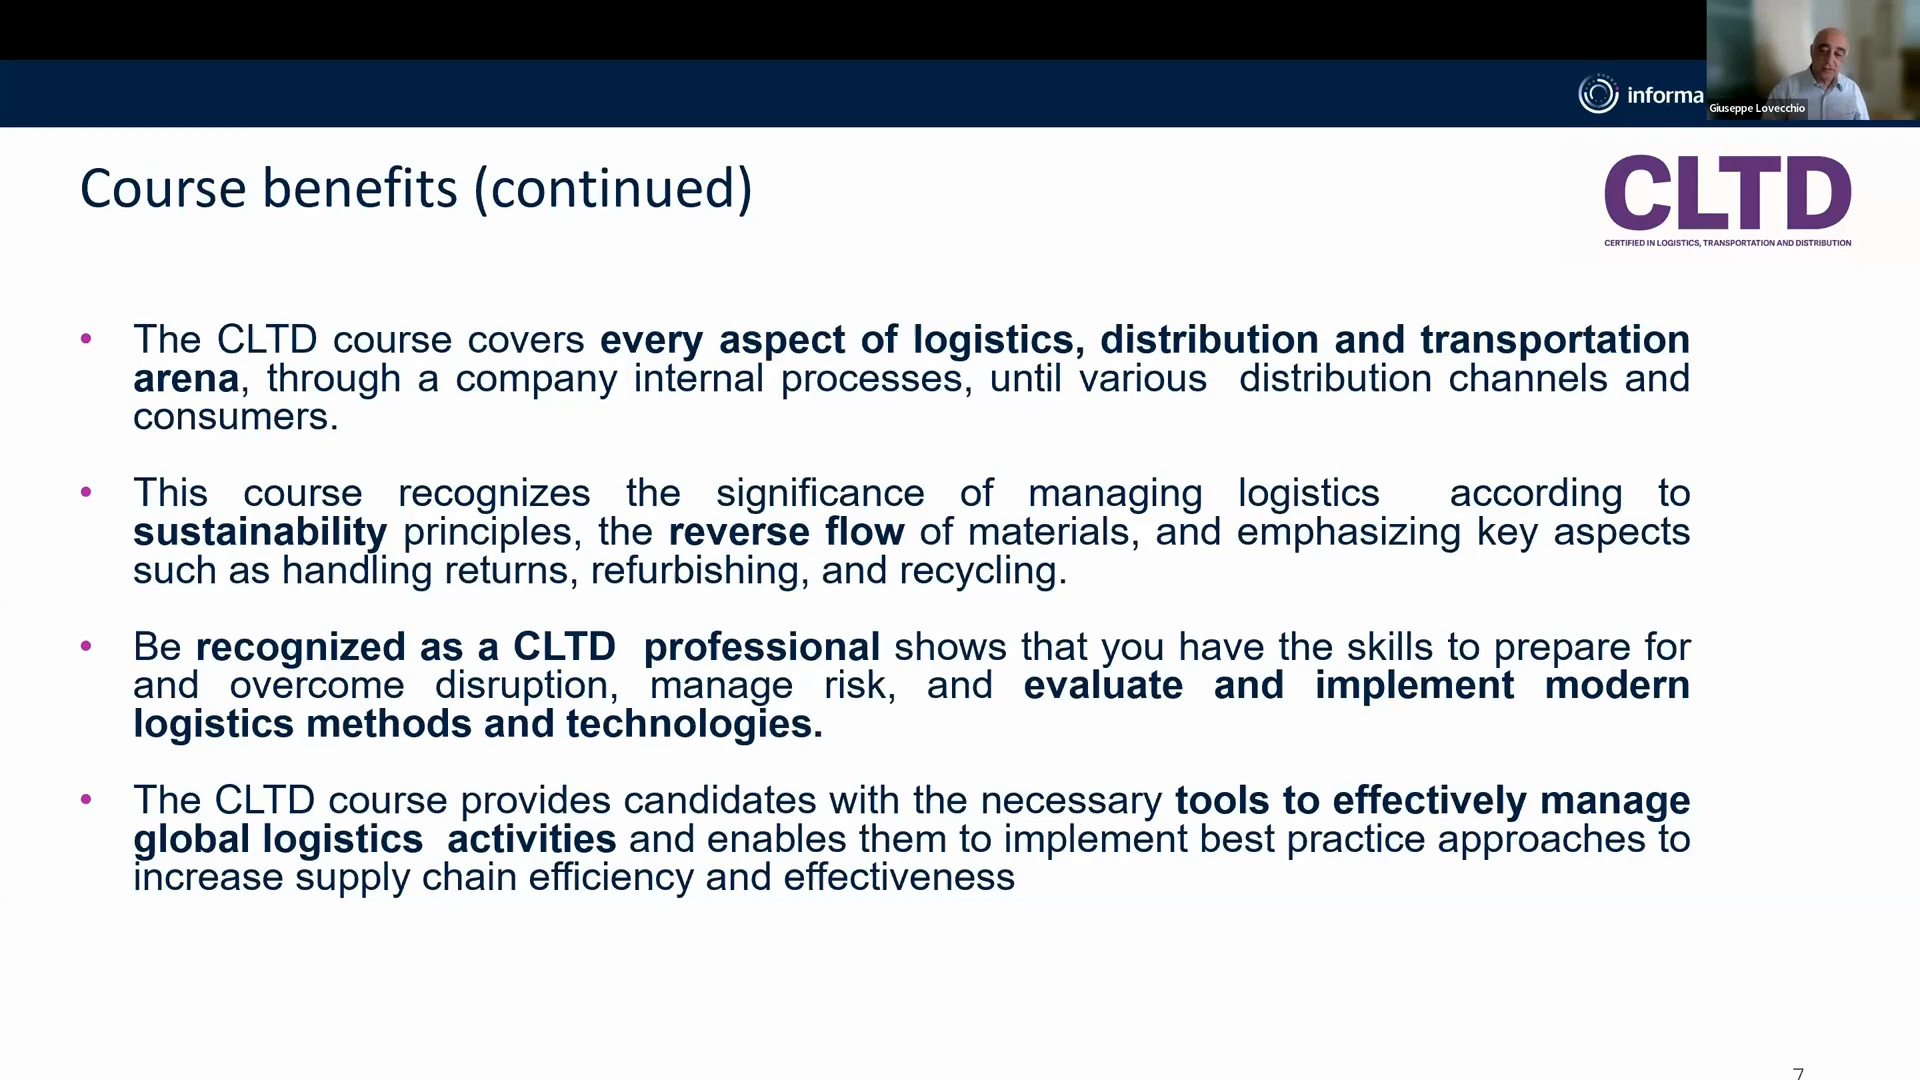 informa
Giuseppe Lovecchio
Course benefits (continued)
CLTD
CERTIFIED IN LOGISTICS, TRANSPORTATION AND DISTRIBUTION
• The CLTD course covers every aspect of logistics, distribution and transportation
arena, through a company internal processes, until various distribution channels and
consumers.
• This course recognizes the significance of managing logistics according to
sustainability principles, the reverse flow of materials, and emphasizing key aspects
such as handling returns, refurbishing, and recycling.
• Be recognized as a CLTD professional shows that you have the skills to prepare for
and overcome disruption, manage risk, and evaluate and implement modern
logistics methods and technologies.
• The CLTD course provides candidates with the necessary tools to effectively manage
global logistics activities and enables them to implement best practice approaches to
increase supply chain efficiency and effectiveness
7